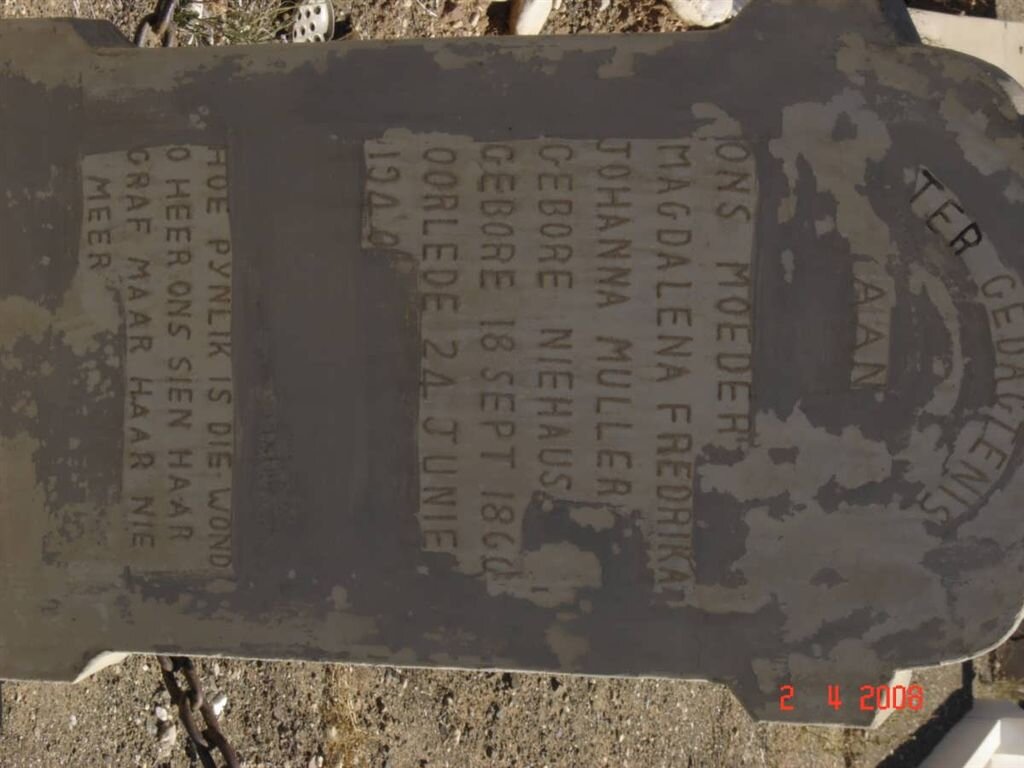 TER GEDAGTENIS
AAN
ONS MOEDER
MAGDALENA FREDRIKA
JOHANNA MULLER
GEBORE NIEHAUS
GEBORE 18 SEPT
OORLEDE 24 JUNIE
HOE PYNLIK IS DIE WOND
O HEER ONS SIEN HAAR
GRAF MAAR HAAR NIE
MEER
2 4 2008